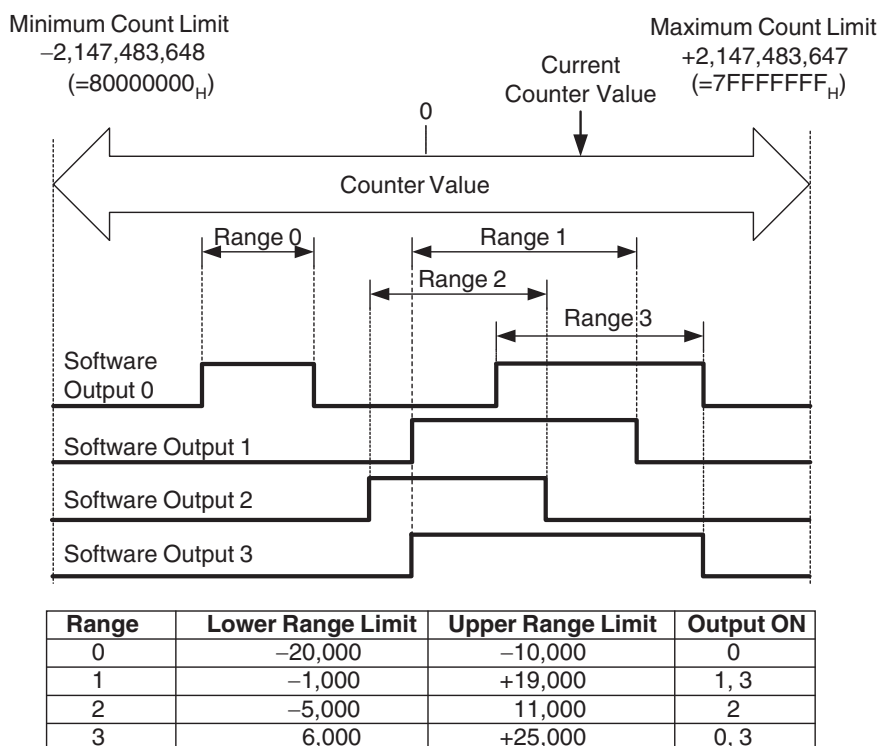 Minimum Count Limit
−2,147,483,648
(=80000000H)
Maximum Count Limit
+2,147,483,647
(=7FFFFFFFH)
Current
Counter Value
0
Counter Value
Range 0
Range 1
Range 2
Range 3
Software
Output 0
Software Output 1
Software Output 2
Software Output 3
Range Lower Range Limit Upper Range Limit Output ON
0 −20,000 −10,000 0
1 −1,000 +19,000 1, 3
2 −5,000 11,000 2
3 6,000 +25,000 0, 3